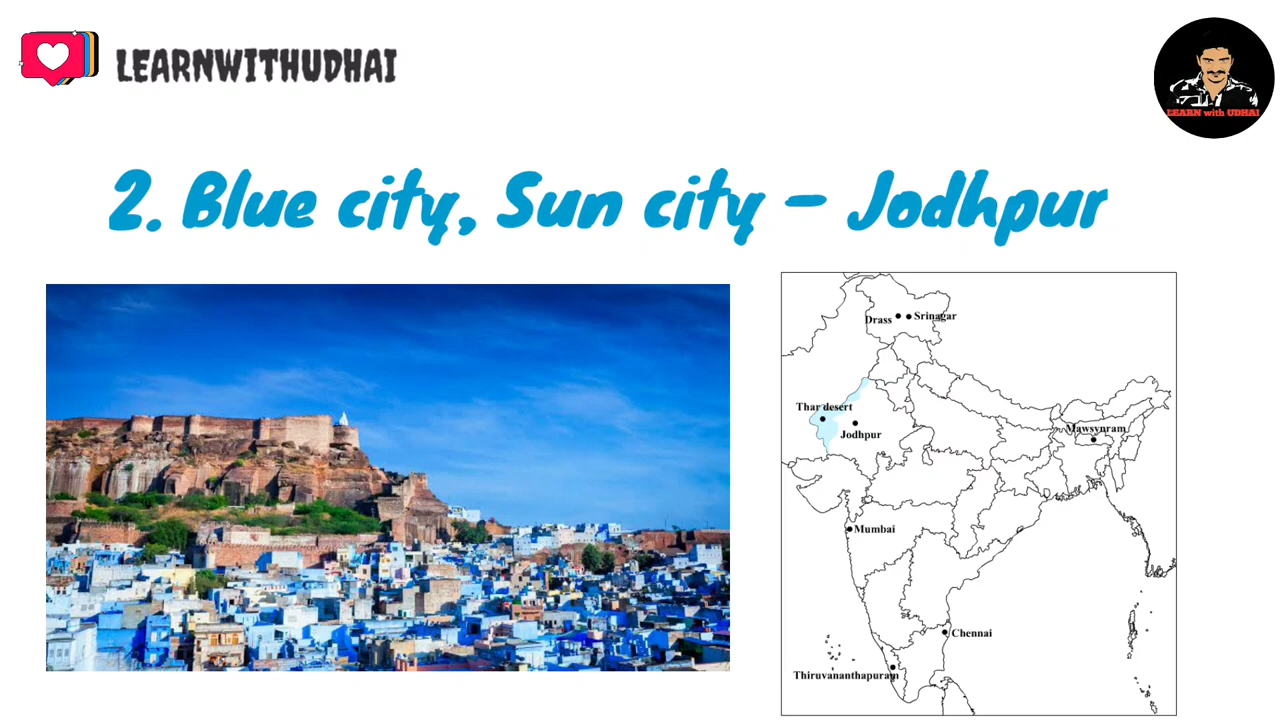 LEARNWITHUDHAI
LEARN with UDHAI
2. Blue city, Sun city – Jodhpur
Drass
Srinagar
Thar desert
Jodhpur
Mawsynram
Mumbai
Chennai
Thiruvananthapuram